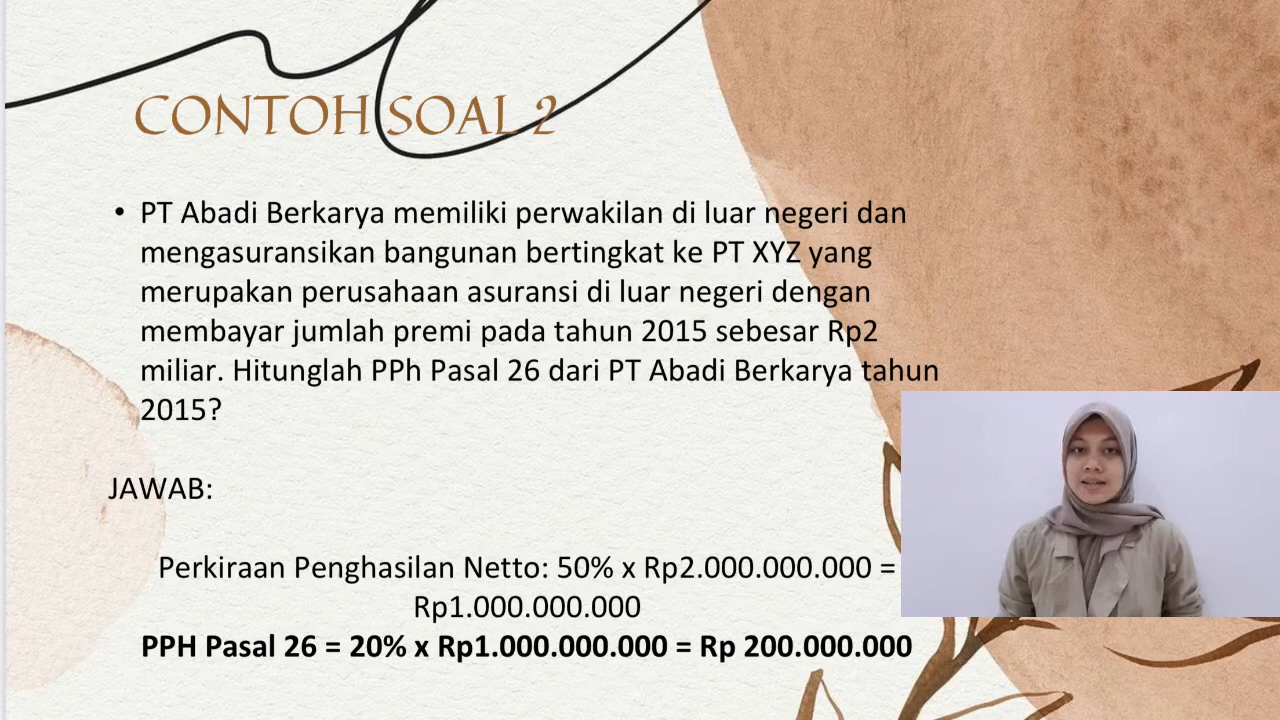 CONTOH SOAL 2
• PT Abadi Berkarya memiliki perwakilan di luar negeri dan
mengasuransikan bangunan bertingkat ke PT XYZ yang
merupakan perusahaan asuransi di luar negeri dengan
membayar jumlah premi pada tahun 2015 sebesar Rp2
miliar. Hitunglah PPh Pasal 26 dari PT Abadi Berkarya tahun
2015?
JAWAB:
Perkiraan Penghasilan Netto: 50% x Rp2.000.000.000 =
Rp1.000.000.000
PPH Pasal 26 = 20% x Rp1.000.000.000 = Rp 200.000.000